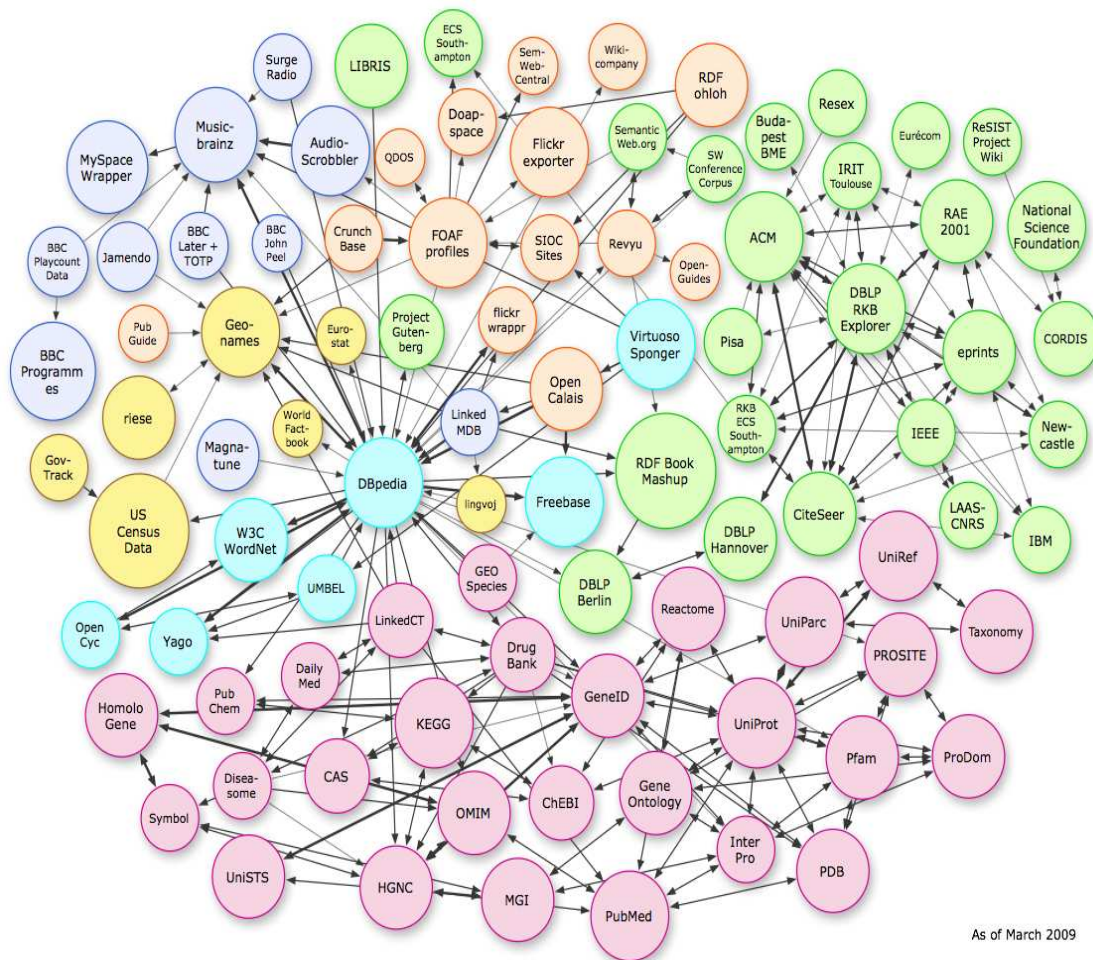 ECS
South-
ampton
Surge
Radio
LIBRIS
Sem-
Web-
Central
Wiki-
company
RDF
ohloh
Music-
brainz
Audio-
Scrobbler
Doap-
space
Flickr
exporter
Semantic
Web.org
Buda-
pest
BME
Resex
Eurécom
ReSIST
Project
Wiki
MySpace
Wrapper
QDOS
SW
Conference
Corpus
IRIT
Toulouse
BBC
Playcount
Data
Jamendo
BBC
Later +
TOTP
BBC
John
Peel
Crunch
Base
FOAF
profiles
SIOC
Sites
Revyu
Open-
Guides
ACM
RAE
2001
National
Science
Foundation
DBLP
RKB
Explorer
Pub
Guide
Geo-
names
Euro-
stat
Project
Guten-
berg
flickr
wrappr
Virtuoso
Sponger
Pisa
eprints
CORDIS
BBC
Programm
es
riese
World
Fact-
book
Linked
MDB
Open
Calais
RKB
ECS
South-
ampton
IEEE
New-
castle
Gov-
Track
Magna-
tune
DBpedia
lingvoj
Freebase
RDF Book
Mashup
US
Census
Data
W3C
WordNet
DBLP
Hannover
CiteSeer
LAAS-
CNRS
IBM
UMBEL
GEO
Species
DBLP
Berlin
UniRef
Open
Cyc
Yago
LinkedCT
Reactome
UniParc
Taxonomy
Daily
Med
Drug
Bank
PROSITE
Homolo
Gene
Pub
Chem
KEGG
GeneID
UniProt
Pfam
ProDom
Disea-
some
CAS
ChEBI
Gene
Ontology
Symbol
OMIM
Inter
Pro
PDB
UniSTS
HGNC
MGI
PubMed
As of March 2009